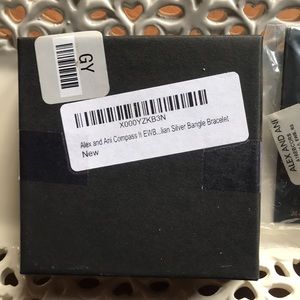 GY
X000YZKB3N
Alex and Ani Compass II EWB...lian Silver Bangle Bracelet
New
ALEX AND ANI